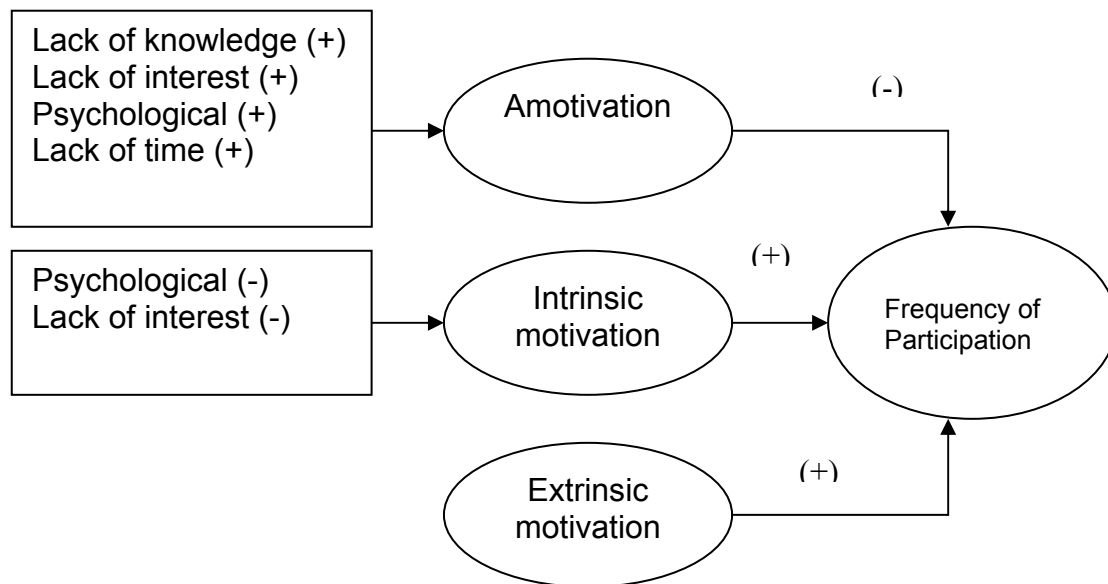 Lack of knowledge (+)
Lack of interest (+)
Psychological (+)
Lack of time (+)
Amotivation
(-)
Psychological (-)
Lack of interest (-)
Intrinsic
motivation
(+)
Frequency of
Participation
Extrinsic
motivation
(+)